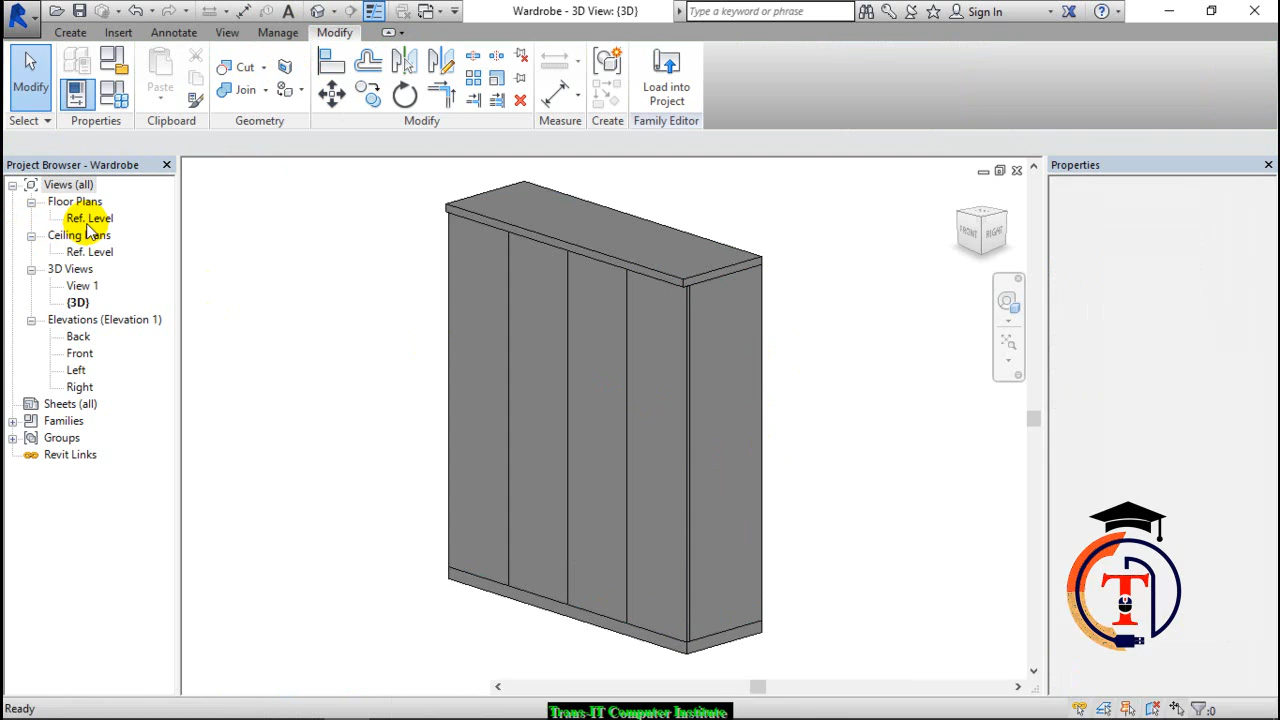 Wardrobe - 3D View: {3D}
Type a keyword or phrase
Sign In
Create
Insert
Annotate
View
Manage
Modify
Modify
Paste
Cut
Join
Load into
Project
Select
Properties
Clipboard
Geometry
Modify
Measure
Create
Family Editor
Project Browser - Wardrobe
Views (all)
Floor Plans
Ref. Level
Ceiling Plans
Ref. Level
3D Views
View 1
{3D}
Elevations (Elevation 1)
Back
Front
Left
Right
Sheets (all)
Families
Groups
Revit Links
Properties
FRONT
RIGHT
T
Ready
Trans-IT Computer Institute
:0